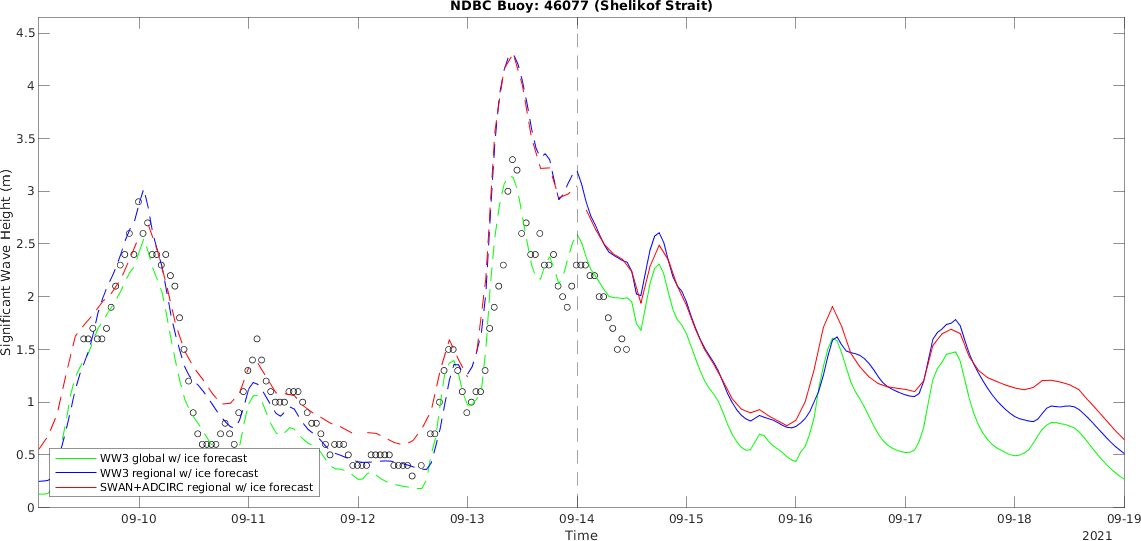 NDBC Buoy: 46077 (Shelikof Strait)
Significant Wave Height (m)
4.5
4
3.5
3
2.5
2
1.5
1
0.5
0
WW3 global w/ ice forecast
WW3 regional w/ ice forecast
SWAN+ADCIRC regional w/ ice forecast
09-10 09-11 09-12 09-13 09-14 09-15 09-16 09-17 09-18 09-19
Time
2021